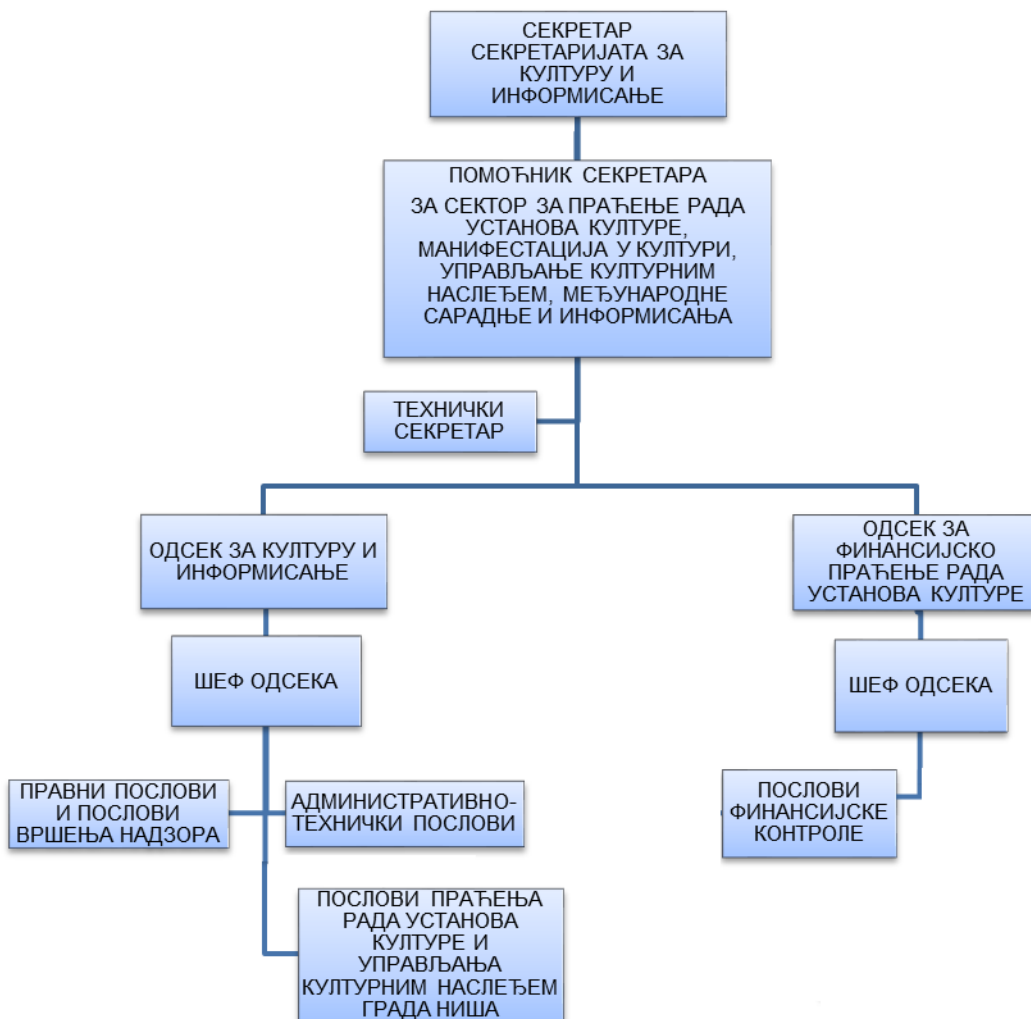 СЕКРЕТАР
СЕКРЕТАРИЈАТА ЗА
КУЛТУРУ И
ИНФОРМИСАЊЕ
ПОМОЋНИК СЕКРЕТАРА
ЗА СЕКТОР ЗА ПРАЋЕЊЕ РАДА
УСТАНОВА КУЛТУРЕ,
МАНИФЕСТАЦИЈА У КУЛТУРИ,
УПРАВЉАЊЕ КУЛТУРНИМ
НАСЛЕЂЕМ, МЕЂУНАРОДНЕ
САРАДЊЕ И ИНФОРМИСАЊА
ТЕХНИЧКИ
СЕКРЕТАР
ОДСЕК ЗА КУЛТУРУ И
ИНФОРМИСАЊЕ
ШЕФ ОДСЕКА
ПРАВНИ ПОСЛОВИ
И ПОСЛОВИ
ВРШЕЊА НАДЗОРА
АДМИНИСТРАТИВНО-
ТЕХНИЧКИ ПОСЛОВИ
ПОСЛОВИ ПРАЋЕЊА
РАДА УСТАНОВА
КУЛТУРЕ И
УПРАВЉАЊА
КУЛТУРНИМ НАСЛЕЂЕМ
ГРАДА НИША
ОДСЕК ЗА
ФИНАНСИЈСКО
ПРАЋЕЊЕ РАДА
УСТАНОВА КУЛТУРЕ
ШЕФ ОДСЕКА
ПОСЛОВИ
ФИНАНСИЈСКЕ
КОНТРОЛЕ